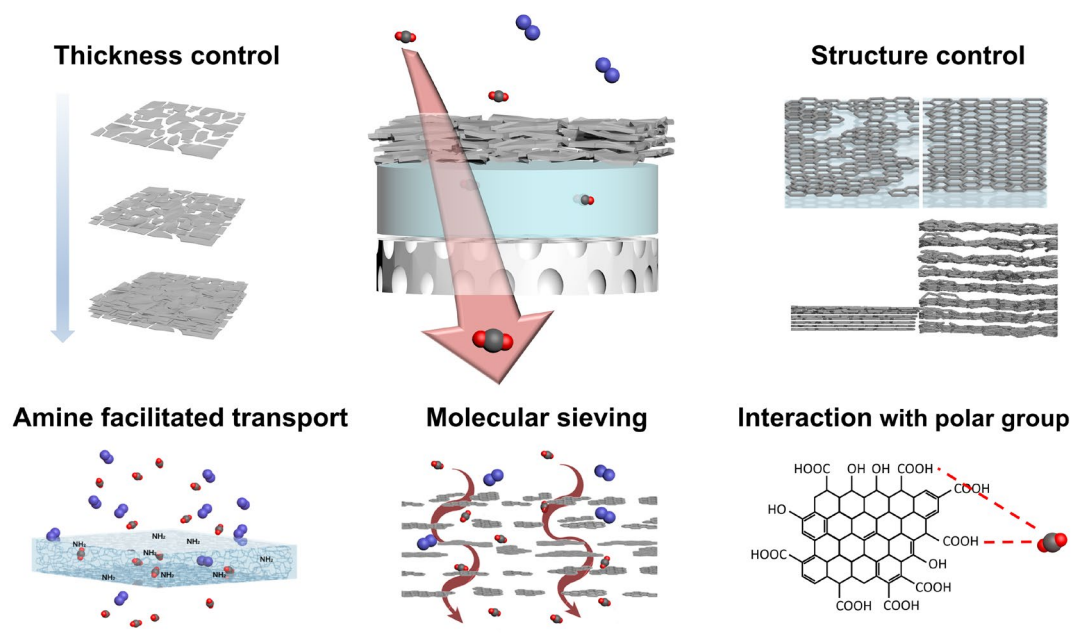 Thickness control
Structure control
Amine facilitated transport
Molecular sieving
Interaction with polar group
NH₂
NH₂
NH₂
NH₂
NH₂
NH₂
NH₂
HOOC
OH
OH
COOH
COOH
HO
COOH
HOOC
OH
COOH
COOH
COOH